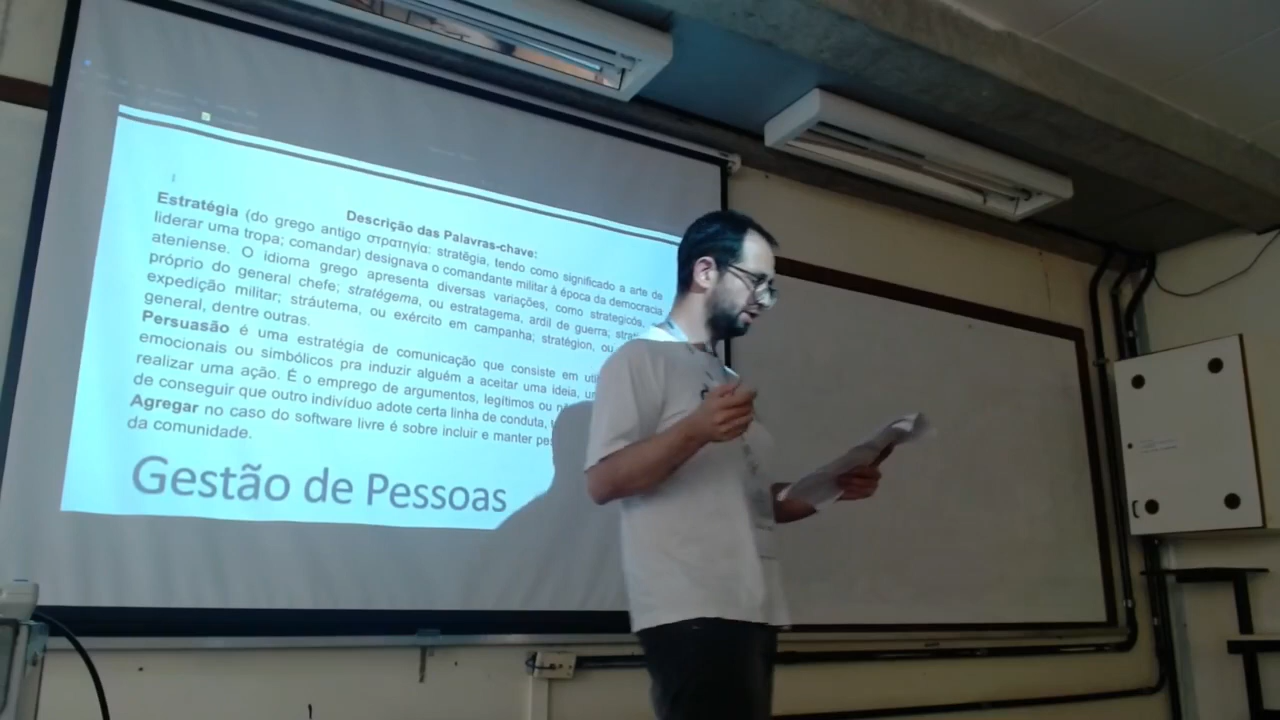 Descrição das Palavras-chave:
Estratégia (do grego antigo στρατηγία: stratēgia, tendo como significado a arte de
liderar uma tropa; comandar) designava o comandante militar à época da democracia
ateniense. O idioma grego apresenta diversas variações, como strategicós,
próprio do general chefe; stratégema, ou estratagema, ardil de guerra;
expedição militar; stráutema, ou exército em campanha; stratégion, ou
general, dentre outras.
Persuasão é uma estratégia de comunicação que consiste em
emocionais ou simbólicos pra induzir alguém a aceitar uma ideia,
realizar uma ação. É o emprego de argumentos, legítimos ou
de conseguir que outro indivíduo adote certa linha de conduta,
Agregar no caso do software livre é sobre incluir e manter
da comunidade.
Gestão de Pessoas